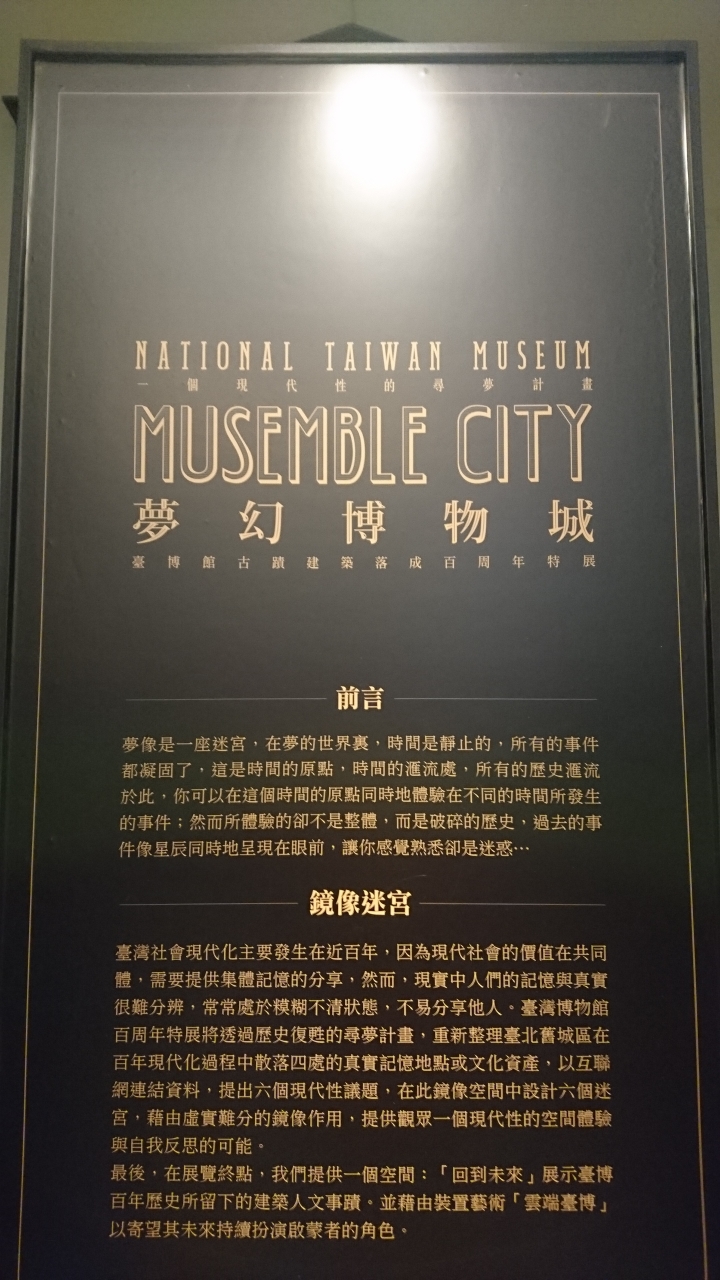 NATIONAL TAIWAN MUSEUM
一個現代性的尋夢計畫
MUSEMBLE CITY
夢幻博物城
臺博館古蹟建築落成百周年特展
前言
夢像是一座迷宮，在夢的世界裏，時間是靜止的，所有的事件
都凝固了，這是時間的原點，時間的滙流處，所有的歷史滙流
於此，你可以在這個時間的原點同時地體驗在不同的時間所發生
的事件；然而所體驗的卻不是整體，而是破碎的歷史，過去的事
件像星辰同時地呈現在眼前，讓你感覺熟悉卻是迷惑…
鏡像迷宮
臺灣社會現代化主要發生在近百年，因為現代社會的價值在共同
體，需要提供集體記憶的分享，然而，現實中人們的記憶與真實
很難分辨，常常處於模糊不清狀態，不易分享他人。臺灣博物館
百周年特展將透過歷史復甦的尋夢計畫，重新整理臺北舊城區在
百年現代化過程中散落四處的真實記憶地點或文化資產，以互聯
網連結資料，提出六個現代性議題，在此鏡像空間中設計六個迷
宮，藉由虛實難分的鏡像作用，提供觀眾一個現代性的空間體驗
與自我反思的可能。
最後，在展覽終點，我們提供一個空間：「回到未來」展示臺博
百年歷史所留下的建築人文事蹟。並藉由裝置藝術「雲端臺博」
以寄望其未來持續扮演啟蒙者的角色。